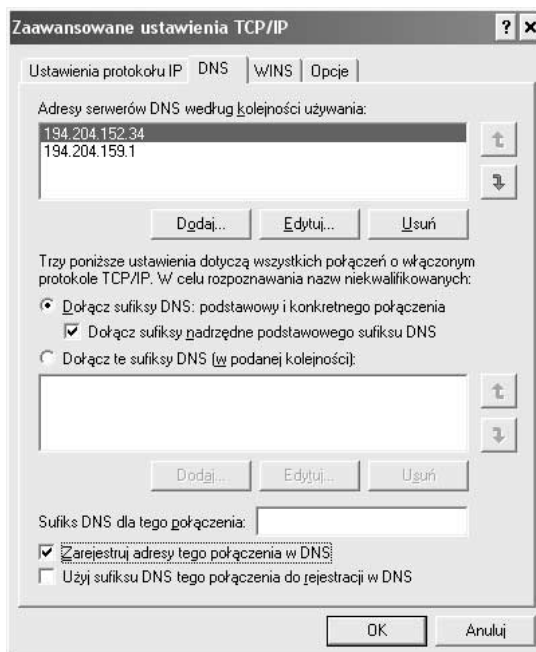 Zaawansowane ustawienia TCP/IP
Ustawienia protokołu IP DNS WINS Opcje
Adresy serwerów DNS według kolejności używania:
194.204.152.34
194.204.159.1
Dodaj... Edytuj... Usuń
Trzy poniższe ustawienia dotyczą wszystkich połączeń o włączonym
protokole TCP/IP. W celu rozpoznawania nazw niekwalifikowanych:
Dołącz sufiksy DNS: podstawowy i konkretnego połączenia
Dołącz sufiksy nadrzędne podstawowego sufiksu DNS
Dołącz te sufiksy DNS (w podanej kolejności):
Dodaj... Edytuj... Usuń
Sufiks DNS dla tego połączenia:
Zarejestruj adresy tego połączenia w DNS
Użyj sufiksu DNS tego połączenia do rejestracji w DNS
OK Anuluj